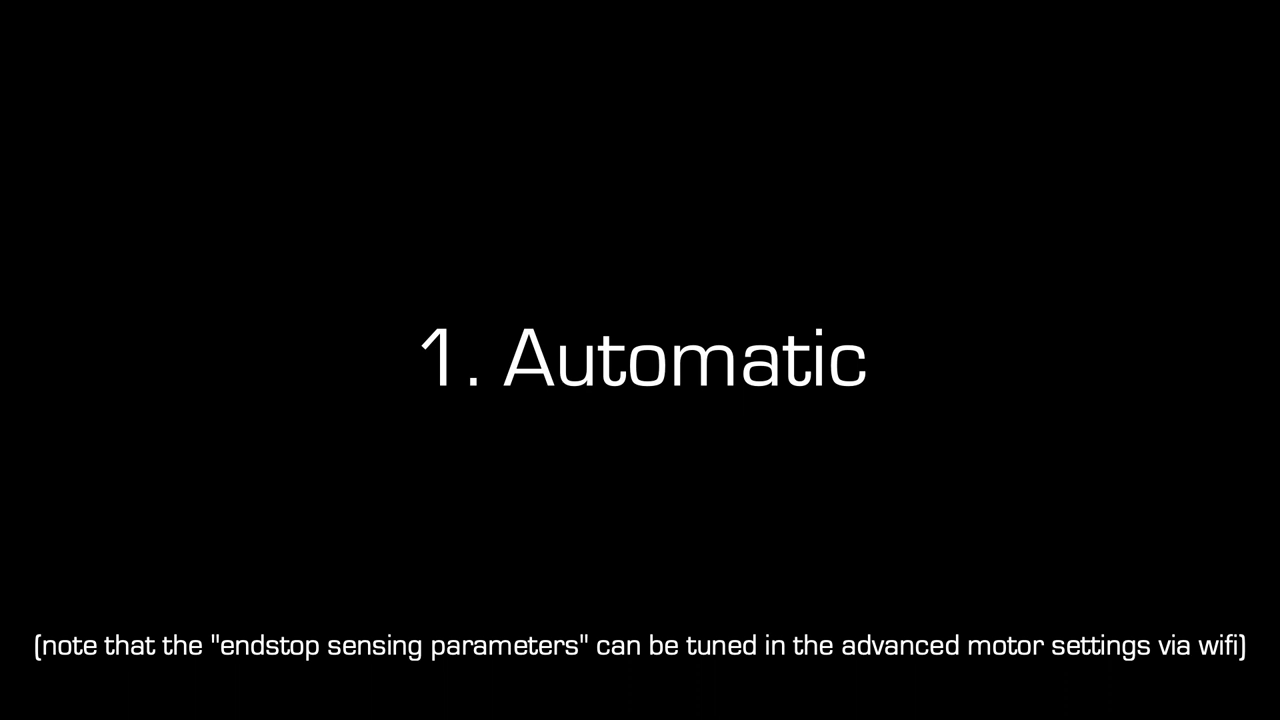 1. Automatic
(note that the "endstop sensing parameters" can be tuned in the advanced motor settings via wifi)